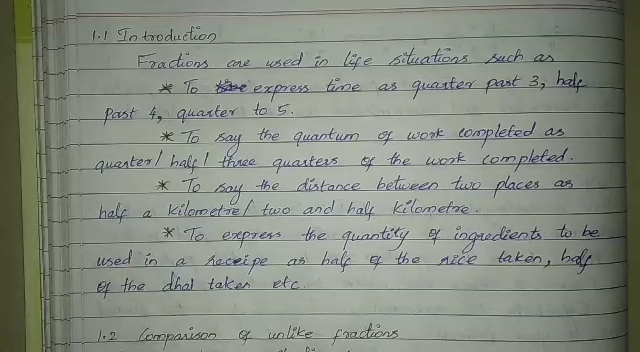 1.1 Introduction
Fractions are used in life situations such as
* To express time as quarter past 3, half
past 4, quarter to 5.
* To say the quantum of work completed as
quarter/ half/ three quarters of the work completed.
* To say the distance between two places as
half a kilometre/ two and half kilometre.
* To express the quantity of ingredients to be
used in a receipe as half of the rice taken, half
of the dhal taken etc.
1.2 Comparison of unlike fractions